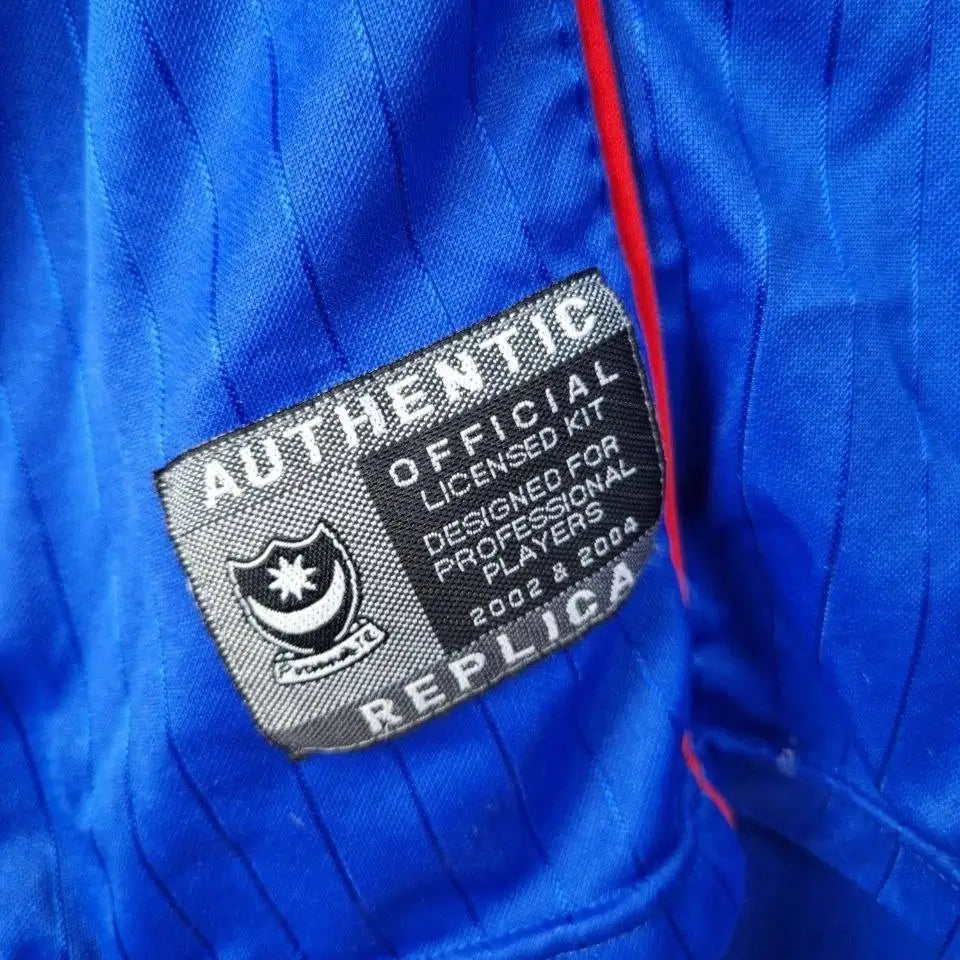 AUTHENTIC
OFFICIAL
LICENSED KIT
DESIGNED FOR
PROFESSIONAL
PLAYERS
2002 & 2004
REPLICA